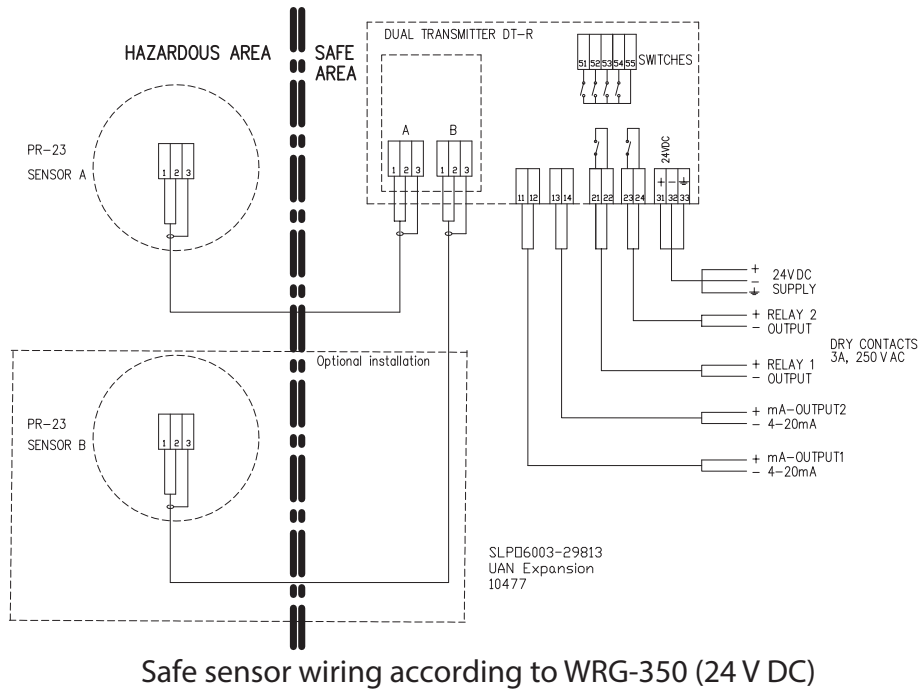 HAZARDOUS AREA
SAFE
AREA
DUAL TRANSMITTER DT-R
51 52 53 54 55
SWITCHES
PR-23
SENSOR A
1 2 3
A
B
1 2 3
1 2 3
24VDC
+ -
11 12
13 14
21 22
23 24
31 32 33
+
-
24VDC
SUPPLY
+ RELAY 2
- OUTPUT
DRY CONTACTS
3A, 250 V AC
+ RELAY 1
- OUTPUT
+ mA-OUTPUT2
- 4-20mA
+ mA-OUTPUT1
- 4-20mA
Optional installation
PR-23
SENSOR B
1 2 3
SLP□6003-29813
UAN Expansion
10477
Safe sensor wiring according to WRG-350 (24 V DC)